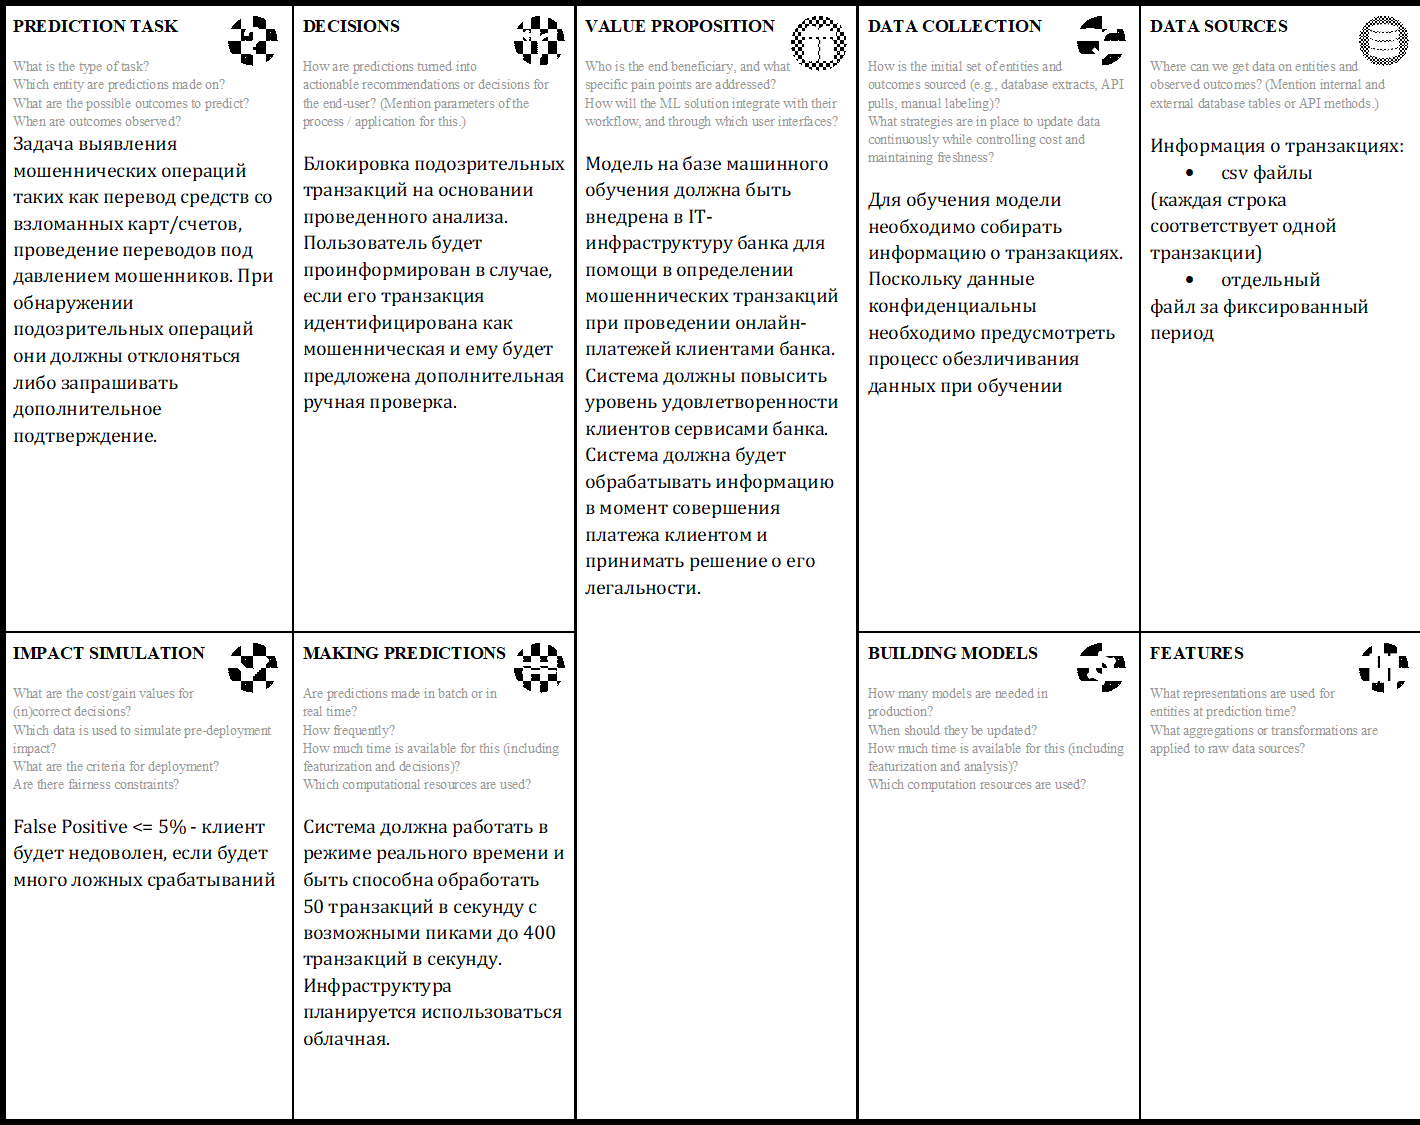 PREDICTION TASK
What is the type of task?
Which entity are predictions made on?
What are the possible outcomes to predict?
When are outcomes observed?
Задача выявления
мошеннических операций
таких как перевод средств со
взломанных карт/счетов,
проведение переводов под
давлением мошенников. При
обнаружении
подозрительных операций
они должны отклоняться
либо запрашивать
дополнительное
подтверждение.
DECISIONS
How are predictions turned into
actionable recommendations or decisions for
the end-user? (Mention parameters of the
process / application for this.)
Блокировка подозрительных
транзакций на основании
проведенного анализа.
Пользователь будет
проинформирован в случае,
если его транзакция
идентифицирована как
мошенническая и ему будет
предложена дополнительная
ручная проверка.
VALUE PROPOSITION
Who is the end beneficiary, and what
specific pain points are addressed?
How will the ML solution integrate with their
workflow, and through which user interfaces?
Модель на базе машинного
обучения должна быть
внедрена в IT-
инфраструктуру банка для
помощи в определении
мошеннических транзакций
при проведении онлайн-
платежей клиентами банка.
Система должны повысить
уровень удовлетворенности
клиентов сервисами банка.
Система должна будет
обрабатывать информацию
в момент совершения
платежа клиентом и
принимать решение о его
легальности.
DATA COLLECTION
How is the initial set of entities and
outcomes sourced (e.g., database extracts, API
pulls, manual labeling)?
What strategies are in place to update data
continuously while controlling cost and
maintaining freshness?
Для обучения модели
необходимо собирать
информацию о транзакциях.
Поскольку данные
конфиденциальны
необходимо предусмотреть
процесс обезличивания
данных при обучении
DATA SOURCES
Where can we get data on entities and
observed outcomes? (Mention internal and
external database tables or API methods.)
Информация о транзакциях:
• csv файлы
(каждая строка
соответствует одной
транзакции)
• отдельный
файл за фиксированный
период
IMPACT SIMULATION
What are the cost/gain values for
(in)correct decisions?
Which data is used to simulate pre-deployment
impact?
What are the criteria for deployment?
Are there fairness constraints?
False Positive <= 5% - клиент
будет недоволен, если будет
много ложных срабатываний
MAKING PREDICTIONS
Are predictions made in batch or in
real time?
How frequently?
How much time is available for this (including
featurization and decisions)?
Which computational resources are used?
Система должна работать в
режиме реального времени и
быть способна обработать
50 транзакций в секунду с
возможными пиками до 400
транзакций в секунду.
Инфраструктура
планируется использоваться
облачная.
BUILDING MODELS
How many models are needed in
production?
When should they be updated?
How much time is available for this (including
featurization and analysis)?
Which computation resources are used?
FEATURES
What representations are used for
entities at prediction time?
What aggregations or transformations are
applied to raw data sources?